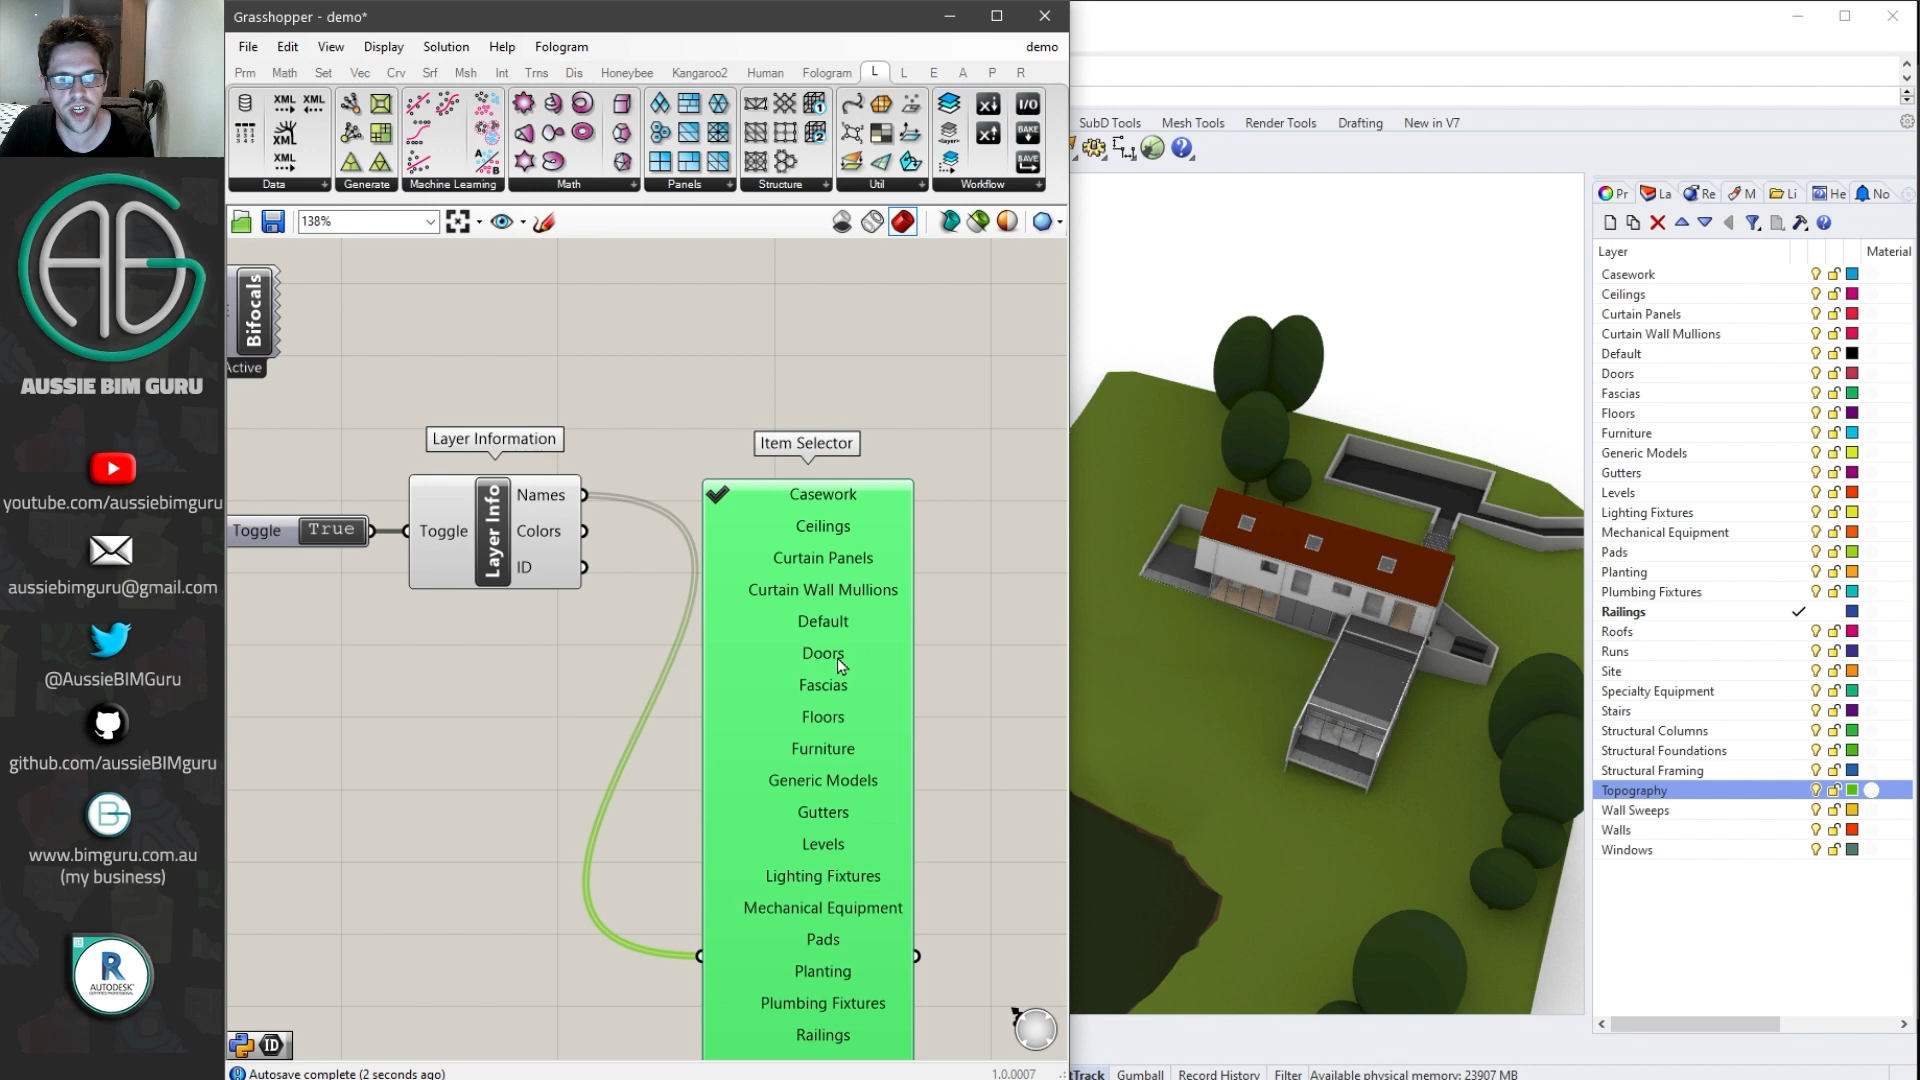 AUSSIE BIM GURU
youtube.com/aussiebimguru
aussiebimguru@gmail.com
@AussieBIMGuru
github.com/aussieBIMguru
www.bimguru.com.au
(my business)
R
AUTODESK
Grasshopper - demo*
File Edit View Display Solution Help Fologram demo
Prm Math Set Vec Crv Srf Msh Int Trns Dis Honeybee Kangaroo2 Human Fologram L L E A P R
XML XML
XML
XML
I/O
BAKE
SAVE
Data Generate Machine Learning Math Panels Structure Util Workflow
138%
Bifocals
Active
Layer Information
Toggle True
Toggle
Layer Info
Names
Colors
ID
Item Selector
Casework
Ceilings
Curtain Panels
Curtain Wall Mullions
Default
Doors
Fascias
Floors
Furniture
Generic Models
Gutters
Levels
Lighting Fixtures
Mechanical Equipment
Pads
Planting
Plumbing Fixtures
Railings
ID
Autosave complete (2 seconds ago)
1.0.0007
SubD Tools Mesh Tools Render Tools Drafting New in V7
Pr La Re M Li He No
Layer Material
Casework
Ceilings
Curtain Panels
Curtain Wall Mullions
Default
Doors
Fascias
Floors
Furniture
Generic Models
Gutters
Levels
Lighting Fixtures
Mechanical Equipment
Pads
Planting
Plumbing Fixtures
Railings
Roofs
Runs
Site
Specialty Equipment
Stairs
Structural Columns
Structural Foundations
Structural Framing
Topography
Wall Sweeps
Walls
Windows
tTrack Gumball Record History Filter Available physical memory: 23907 MB